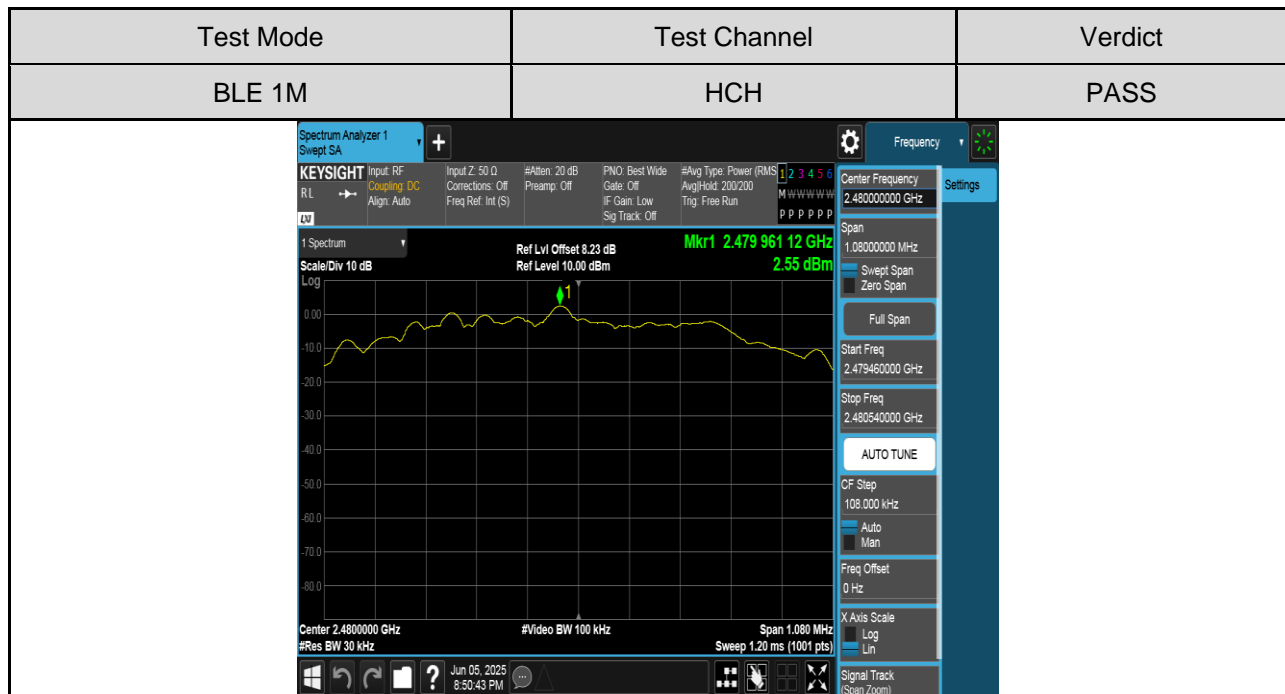 Test Mode Test Channel Verdict
BLE 1M HCH PASS
Spectrum Analyzer 1
Swept SA
+
Frequency
KEYSIGHT
RL
LXI
Input: RF
Coupling: DC
Align: Auto
Input Z: 50 Ω
Corrections: Off
Freq Ref: Int (S)
#Atten: 20 dB
Preamp: Off
PNO: Best Wide
Gate: Off
IF Gain: Low
Sig Track: Off
#Avg Type: Power (RMS
Avg|Hold: 200/200
Trig: Free Run
1 2 3 4 5 6
M W W W W W
P P P P P P
1 Spectrum
Scale/Div 10 dB
Ref Lvl Offset 8.23 dB
Ref Level 10.00 dBm
Mkr1 2.479 961 12 GHz
2.55 dBm
Log
1
0.00
-10.0
-20.0
-30.0
-40.0
-50.0
-60.0
-70.0
-80.0
Center 2.4800000 GHz
#Res BW 30 kHz
#Video BW 100 kHz
Span 1.080 MHz
Sweep 1.20 ms (1001 pts)
?
Jun 05, 2025
8:50:43 PM
Center Frequency
2.480000000 GHz
Settings
Span
1.08000000 MHz
Swept Span
Zero Span
Full Span
Start Freq
2.479460000 GHz
Stop Freq
2.480540000 GHz
AUTO TUNE
CF Step
108.000 kHz
Auto
Man
Freq Offset
0 Hz
X Axis Scale
Log
Lin
Signal Track
(Span Zoom)